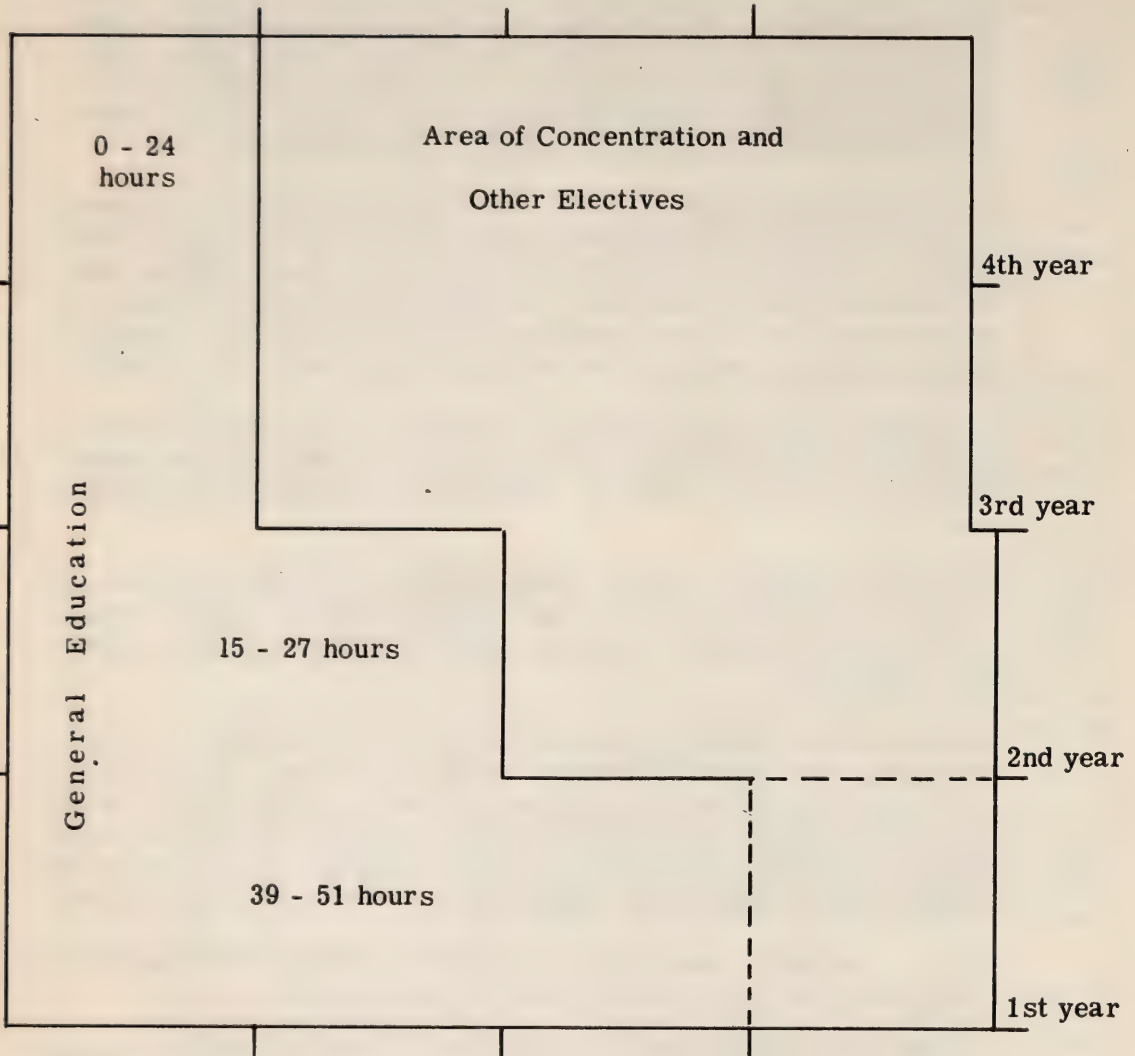 0 - 24
hours
Area of Concentration and
Other Electives
4th year
3rd year
General Education
15 - 27 hours
2nd year
39 - 51 hours
1st year